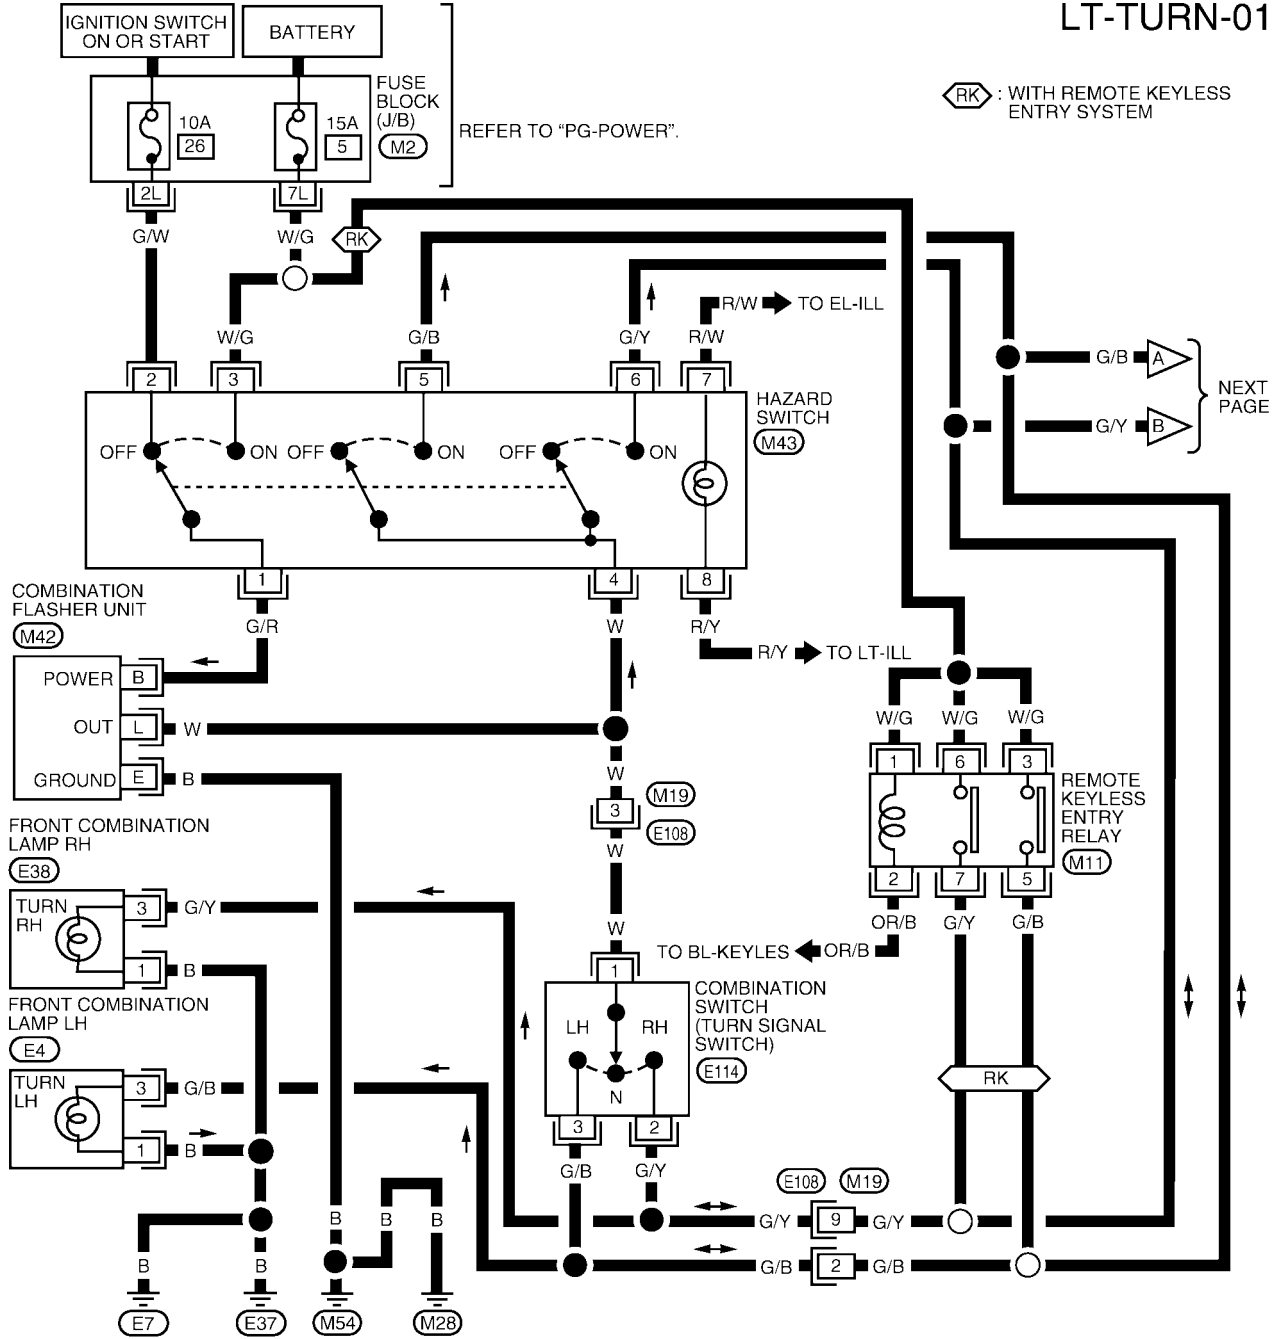 LT-TURN-01
IGNITION SWITCH
ON OR START
BATTERY
FUSE
BLOCK
(J/B)
M2
10A
26
15A
5
REFER TO “PG-POWER”.
RK
: WITH REMOTE KEYLESS
ENTRY SYSTEM
2L
7L
G/W
W/G
RK
W/G
G/B
G/Y
R/W
R/W
TO EL-ILL
G/B
A
G/Y
B
NEXT
PAGE
2
3
5
6
7
HAZARD
SWITCH
M43
OFF
ON
OFF
ON
OFF
ON
1
4
8
COMBINATION
FLASHER UNIT
M42
G/R
W
R/Y
R/Y
TO LT-ILL
POWER
B
OUT
L
W
GROUND
E
B
W/G
W/G
W/G
1
6
3
REMOTE
KEYLESS
ENTRY
RELAY
M11
2
7
5
OR/B
G/Y
G/B
TO BL-KEYLES
OR/B
W
3
M19
E108
W
W
1
FRONT COMBINATION
LAMP RH
E38
TURN
RH
3
G/Y
1
B
FRONT COMBINATION
LAMP LH
E4
TURN
LH
3
G/B
1
B
COMBINATION
SWITCH
(TURN SIGNAL
SWITCH)
E114
LH
RH
N
3
2
G/B
G/Y
RK
E108
M19
G/Y
9
G/Y
G/B
2
G/B
B
B
B
B
B
E7
E37
M54
M28